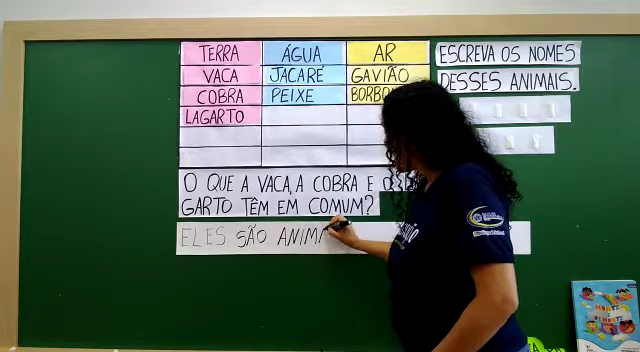 TERRA ÁGUA AR
VACA JACARÉ GAVIÃO
COBRA PEIXE
LAGARTO
ESCREVA OS NOMES
DESSES ANIMAIS.
O QUE A VACA, A COBRA E O
GARTO TÊM EM COMUM?
ELES SÃO ANIM